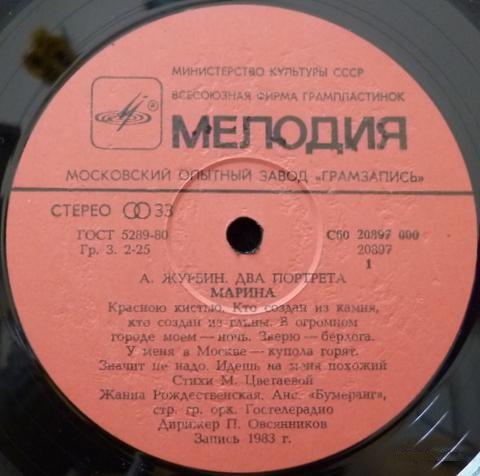 МИНИСТЕРСТВО КУЛЬТУРЫ СССР
ВСЕСОЮЗНАЯ ФИРМА ГРАМПЛАСТИНОК
МЕЛОДИЯ
МОСКОВСКИЙ ОПЫТНЫЙ ЗАВОД «ГРАМЗАПИСЬ»
СТЕРЕО 33
ГОСТ 5289-80
Гр. 3. 2-25
С60 20897 000
20897
1
А. ЖУРБИН. ДВА ПОРТРЕТА
МАРИНА
Красною кистью. Кто создан из камня,
кто создан из глины. В огромном
городе моем — ночь. Зверю — берлога.
У меня в Москве — купола горят.
Значит не надо. Идешь на меня похожий
Стихи М. Цветаевой
Жанна Рождественская. Анс. «Бумеранг»,
стр. гр. орк. Гостелерадио
Дирижер П. Овсянников
Запись 1983 г.